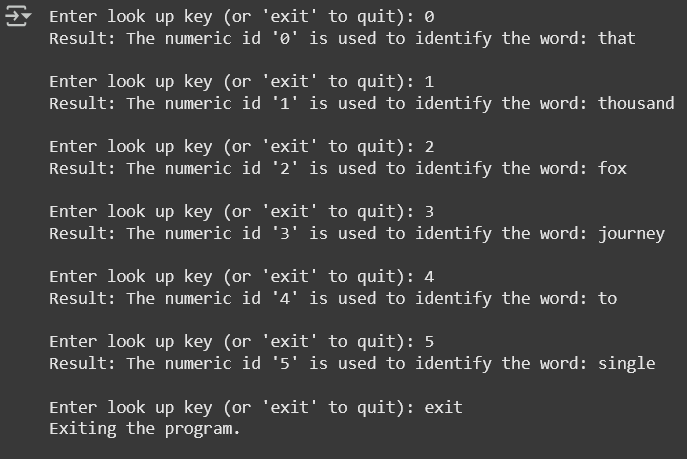 Enter look up key (or 'exit' to quit): 0
Result: The numeric id '0' is used to identify the word: that
Enter look up key (or 'exit' to quit): 1
Result: The numeric id '1' is used to identify the word: thousand
Enter look up key (or 'exit' to quit): 2
Result: The numeric id '2' is used to identify the word: fox
Enter look up key (or 'exit' to quit): 3
Result: The numeric id '3' is used to identify the word: journey
Enter look up key (or 'exit' to quit): 4
Result: The numeric id '4' is used to identify the word: to
Enter look up key (or 'exit' to quit): 5
Result: The numeric id '5' is used to identify the word: single
Enter look up key (or 'exit' to quit): exit
Exiting the program.